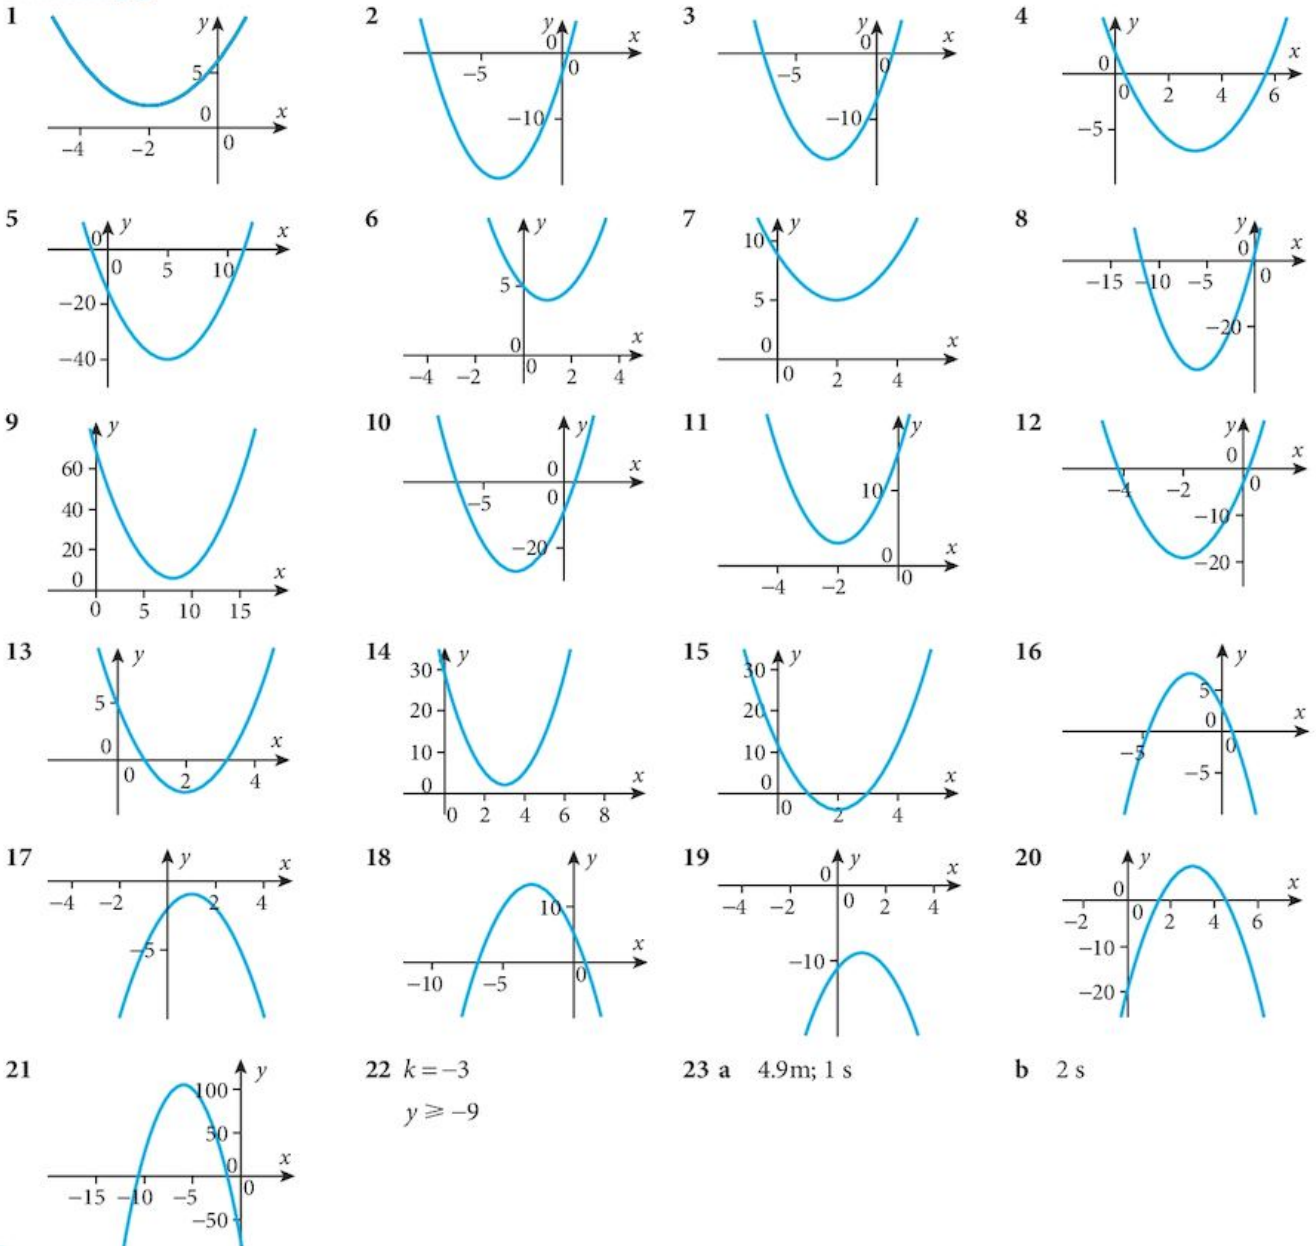 1 y 5 0 x −4 −2 0
2 y x 0 −5 0 −10
3 y x 0 −5 0 −10
4 y x 0 0 2 4 6 −5
5 y x 0 0 5 10 −20 −40
6 y 5 0 x −4 −2 0 2 4
7 y 10 5 0 x 0 2 4
8 y 0 x −15 −10 −5 0 −20
9 y 60 40 20 0 x 0 5 10 15
10 y 0 x −5 0 −20
11 y 10 0 x −4 −2 0
12 y 0 x −4 −2 0 −10 −20
13 y 5 0 x 0 2 4
14 y 30 20 10 0 x 0 2 4 6 8
15 y 30 20 10 0 x 0 2 4
16 y 5 0 x −5 0 −5
17 y x −4 −2 2 4 −5
18 y 10 x −10 −5 0
19 y 0 x −4 −2 0 2 4 −10
20 y 0 x −2 0 2 4 6 −10 −20
21 y 100 50 0 x −15 −10 −5 0 −50
22 k = −3
y ⩾ −9
23 a 4.9m; 1 s
b 2 s